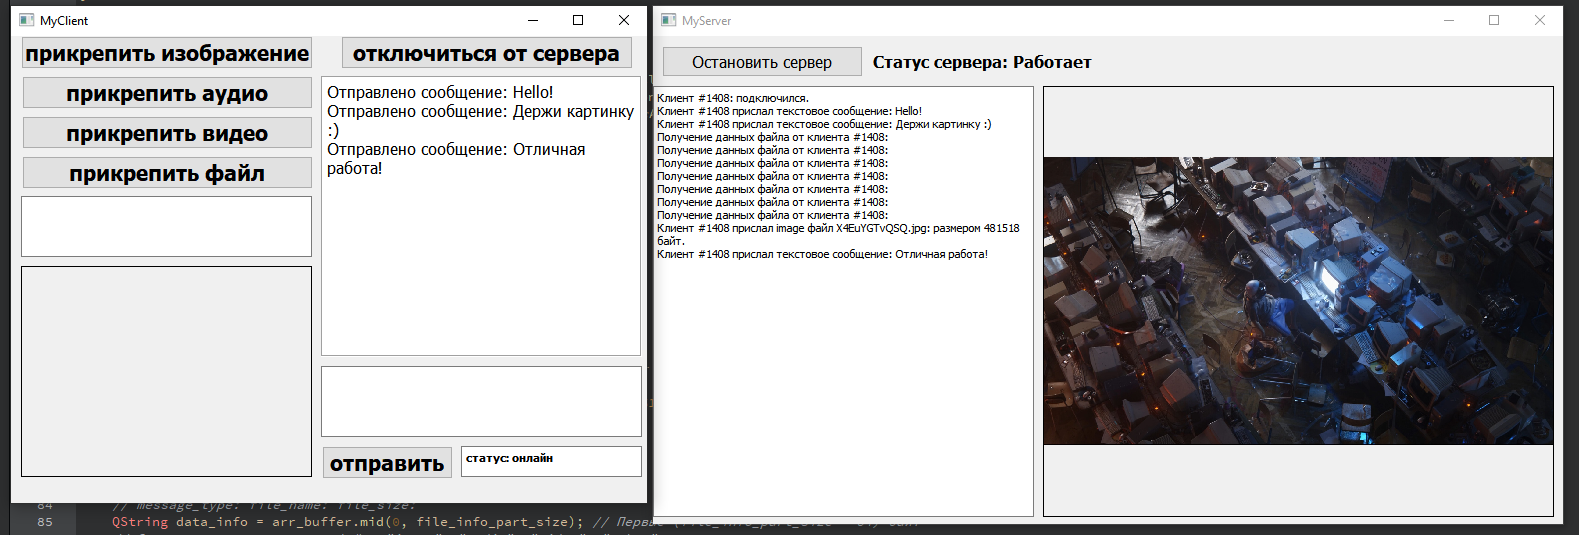 MyClient
прикрепить изображение
отключиться от сервера
прикрепить аудио
прикрепить видео
прикрепить файл
Отправлено сообщение: Hello!
Отправлено сообщение: Держи картинку
:)
Отправлено сообщение: Отличная
работа!
отправить
статус: онлайн
MyServer
Остановить сервер
Статус сервера: Работает
Клиент #1408: подключился.
Клиент #1408 прислал текстовое сообщение: Hello!
Клиент #1408 прислал текстовое сообщение: Держи картинку :)
Получение данных файла от клиента #1408:
Получение данных файла от клиента #1408:
Получение данных файла от клиента #1408:
Получение данных файла от клиента #1408:
Получение данных файла от клиента #1408:
Получение данных файла от клиента #1408:
Получение данных файла от клиента #1408:
Клиент #1408 прислал image файл X4EuYGTvQSQ.jpg: размером 481518
байт.
Клиент #1408 прислал текстовое сообщение: Отличная работа!
84 // message_type: file_name: file_size:
85 QString data_info = arr_buffer.mid(0, file_info_part_size); // Первые